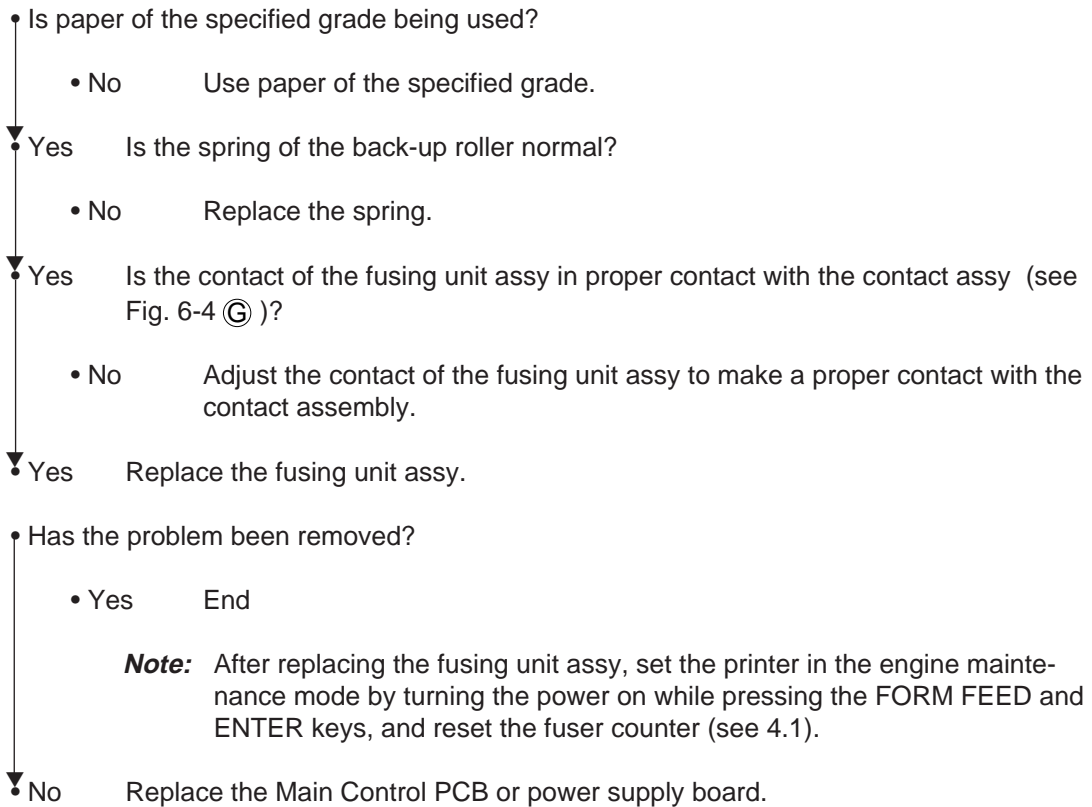 • Is paper of the specified grade being used?
• No Use paper of the specified grade.
• Yes Is the spring of the back-up roller normal?
• No Replace the spring.
• Yes Is the contact of the fusing unit assy in proper contact with the contact assy (see
Fig. 6-4 Ⓖ )?
• No Adjust the contact of the fusing unit assy to make a proper contact with the
contact assembly.
• Yes Replace the fusing unit assy.
• Has the problem been removed?
• Yes End
Note: After replacing the fusing unit assy, set the printer in the engine mainte-
nance mode by turning the power on while pressing the FORM FEED and
ENTER keys, and reset the fuser counter (see 4.1).
• No Replace the Main Control PCB or power supply board.